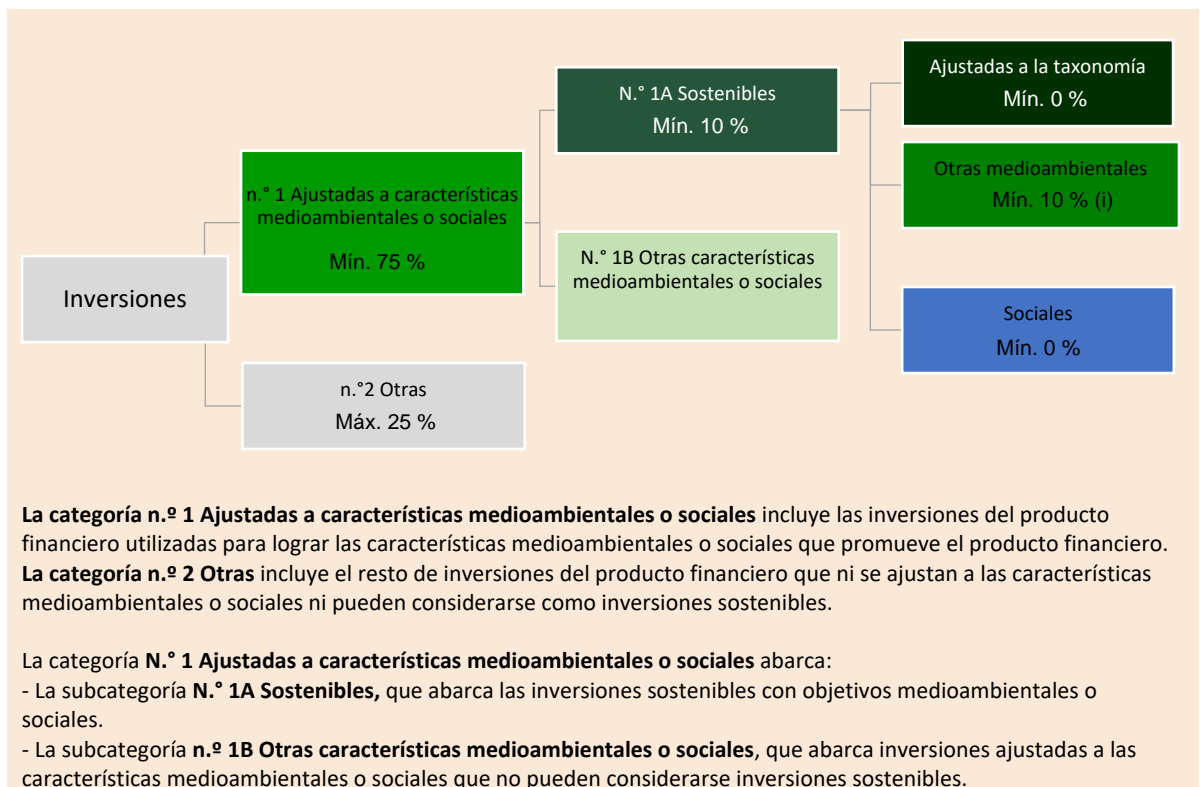 Inversiones
n.° 1 Ajustadas a características
medioambientales o sociales
Mín. 75 %
n.°2 Otras
Máx. 25 %
N.° 1A Sostenibles
Mín. 10 %
N.° 1B Otras características
medioambientales o sociales
Ajustadas a la taxonomía
Mín. 0 %
Otras medioambientales
Mín. 10 % (i)
Sociales
Mín. 0 %
La categoría n.º 1 Ajustadas a características medioambientales o sociales incluye las inversiones del producto
financiero utilizadas para lograr las características medioambientales o sociales que promueve el producto financiero.
La categoría n.º 2 Otras incluye el resto de inversiones del producto financiero que ni se ajustan a las características
medioambientales o sociales ni pueden considerarse como inversiones sostenibles.
La categoría N.° 1 Ajustadas a características medioambientales o sociales abarca:
- La subcategoría N.° 1A Sostenibles, que abarca las inversiones sostenibles con objetivos medioambientales o
sociales.
- La subcategoría n.º 1B Otras características medioambientales o sociales, que abarca inversiones ajustadas a las
características medioambientales o sociales que no pueden considerarse inversiones sostenibles.